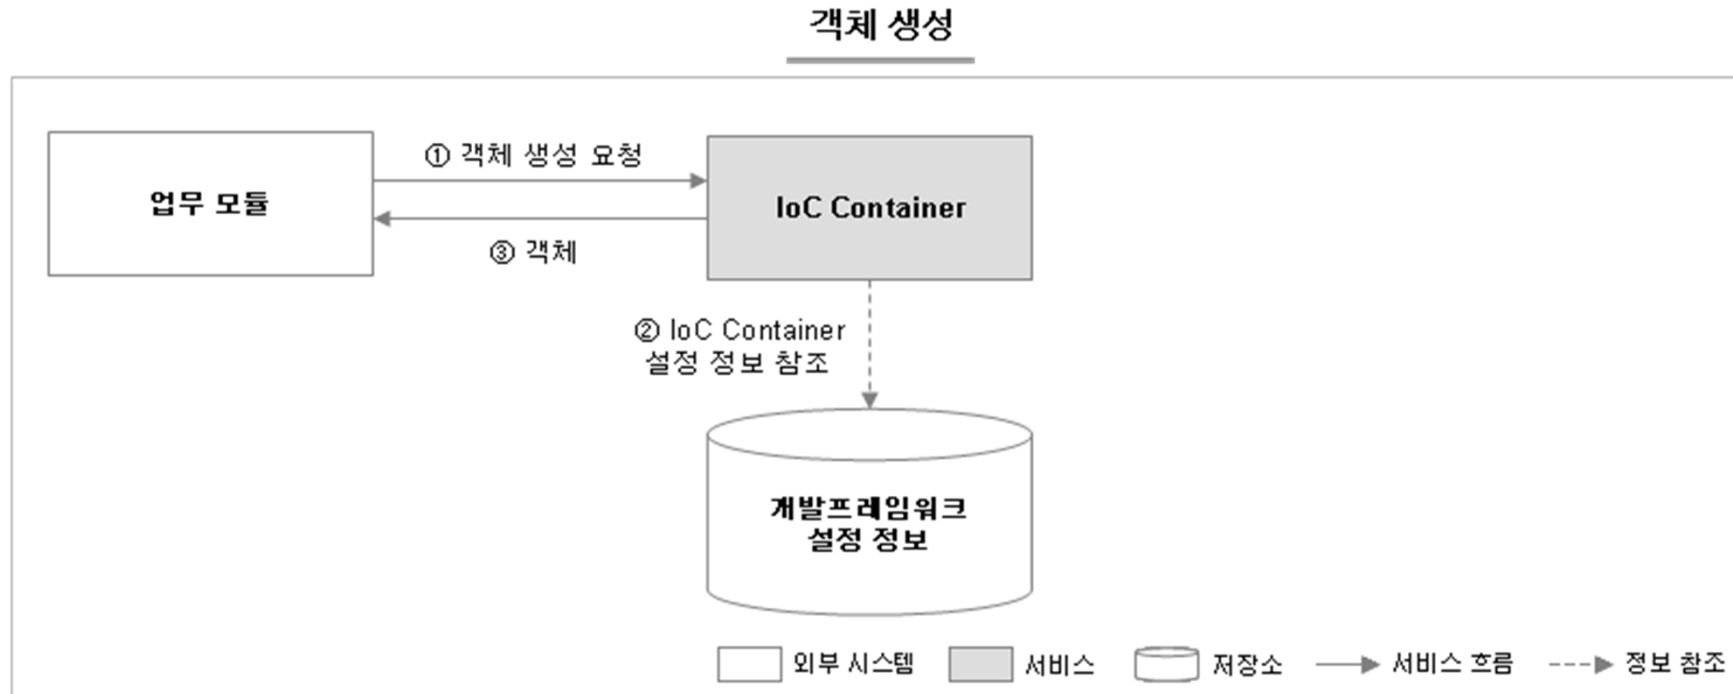 객체 생성
① 객체 생성 요청
업무 모듈
IoC Container
③ 객체
② IoC Container
설정 정보 참조
개발프레임워크
설정 정보
외부 시스템
서비스
저장소
서비스 흐름
정보 참조